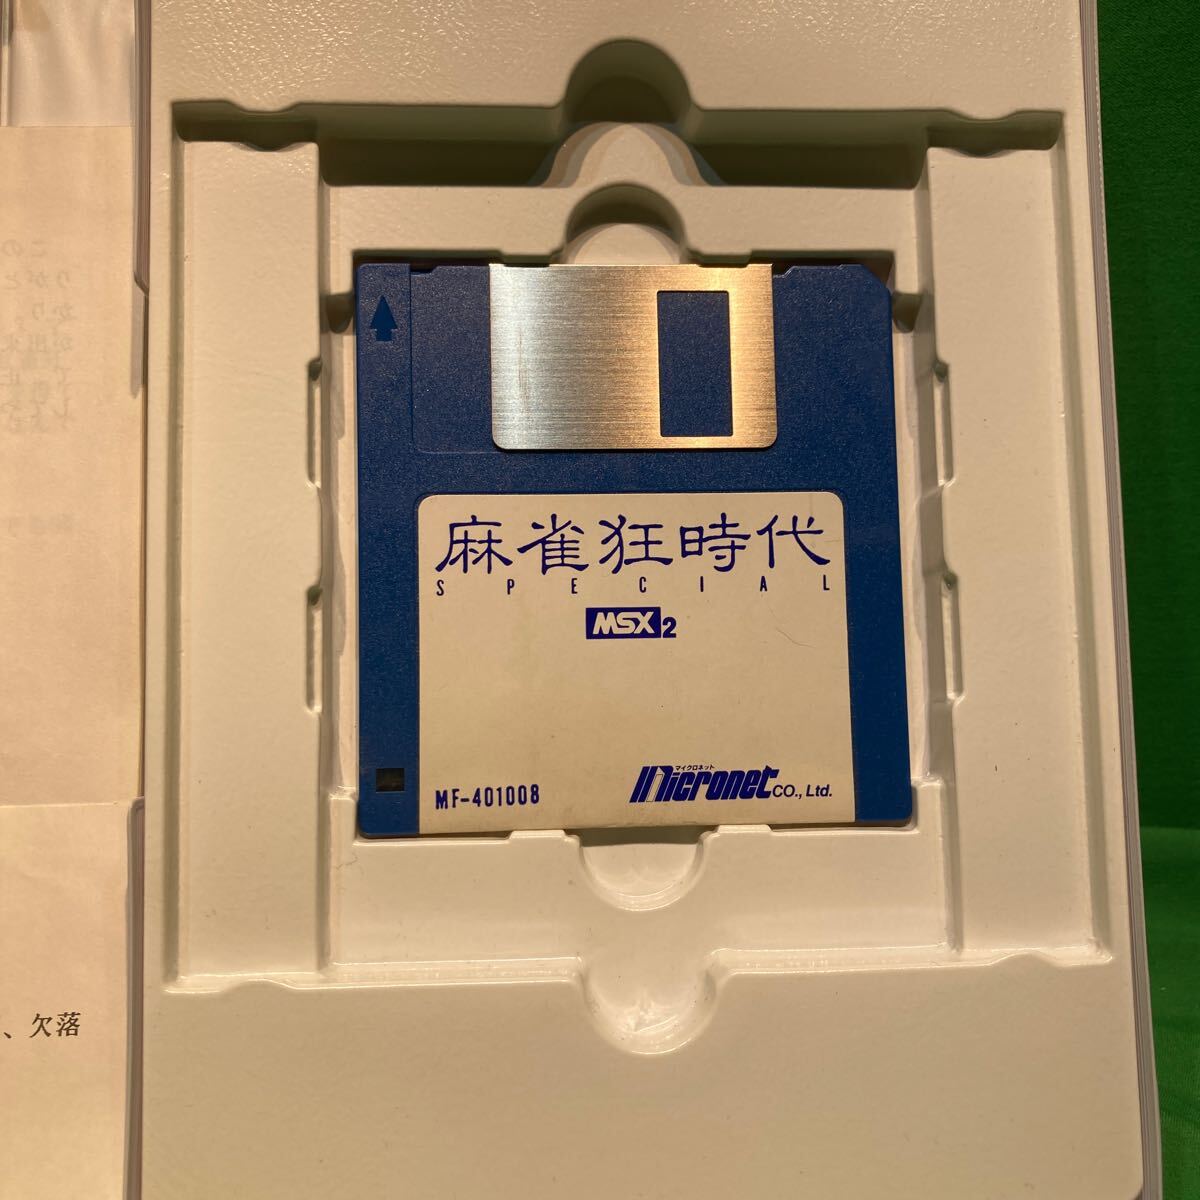 麻雀狂時代
SPECIAL
MSX2
マイクロネット
Micronet CO., Ltd.
MF-401008
、欠落